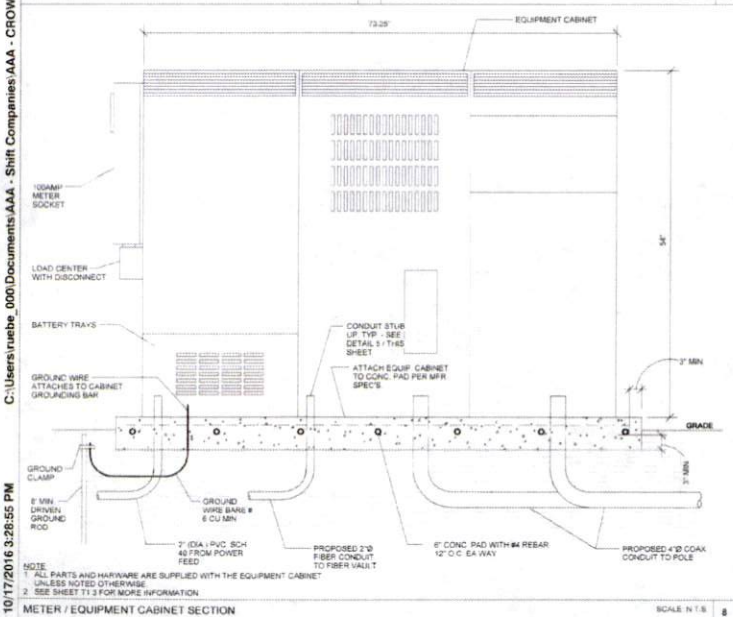 C:\Users\ruebe_000\Documents\AAA - Shift Companies\AAA - CROW
10/17/2016 3:28:55 PM
73.25"
EQUIPMENT CABINET
100AMP
METER
SOCKET
LOAD CENTER
WITH DISCONNECT
54"
BATTERY TRAYS
CONDUIT STUB
UP TYP - SEE
DETAIL 5 / THIS
SHEET
ATTACH EQUIP CABINET
TO CONC. PAD PER MFR
SPEC'S
GROUND WIRE
ATTACHES TO CABINET
GROUNDING BAR
3" MIN
GRADE
GROUND
CLAMP
3" MIN
8' MIN
DRIVEN
GROUND
ROD
GROUND
WIRE BARE #
6 CU MIN
2" (DIA.) PVC SCH
40 FROM POWER
FEED
PROPOSED 2"Ø
FIBER CONDUIT
TO FIBER VAULT
6" CONC PAD WITH #4 REBAR
12" O.C. EA WAY
PROPOSED 4"Ø COAX
CONDUIT TO POLE
NOTE
1. ALL PARTS AND HARWARE ARE SUPPLIED WITH THE EQUIPMENT CABINET
UNLESS NOTED OTHERWISE.
2. SEE SHEET T1.3 FOR MORE INFORMATION
METER / EQUIPMENT CABINET SECTION
SCALE: N.T.S
8